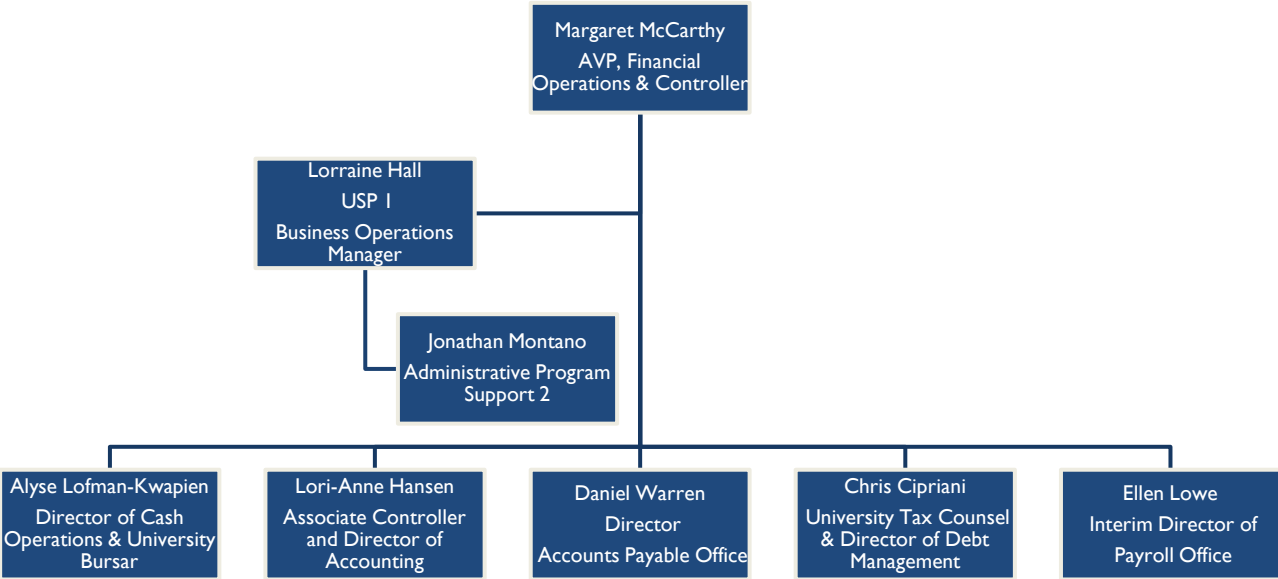 Margaret McCarthy
AVP, Financial
Operations & Controller
Lorraine Hall
USP 1
Business Operations
Manager
Jonathan Montano
Administrative Program
Support 2
Alyse Lofman-Kwapien
Director of Cash
Operations & University
Bursar
Lori-Anne Hansen
Associate Controller
and Director of
Accounting
Daniel Warren
Director
Accounts Payable Office
Chris Cipriani
University Tax Counsel
& Director of Debt
Management
Ellen Lowe
Interim Director of
Payroll Office